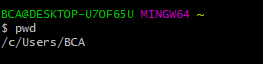 BCA@DESKTOP-U7OF65U MINGW64 ~
$ pwd
/c/Users/BCA